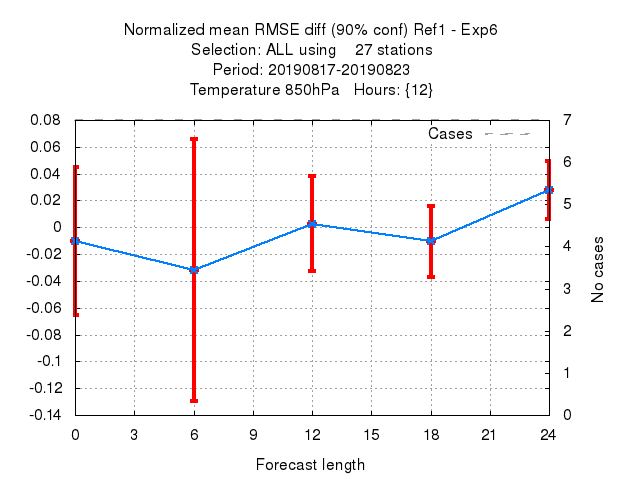 Normalized mean RMSE diff (90% conf) Ref1 - Exp6
Selection: ALL using    27 stations
Period: 20190817-20190823
Temperature 850hPa   Hours: {12}
Cases
0.08
0.06
0.04
0.02
0
-0.02
-0.04
-0.06
-0.08
-0.1
-0.12
-0.14
7
6
5
4
3
2
1
0
No cases
0 3 6 9 12 15 18 21 24
Forecast length